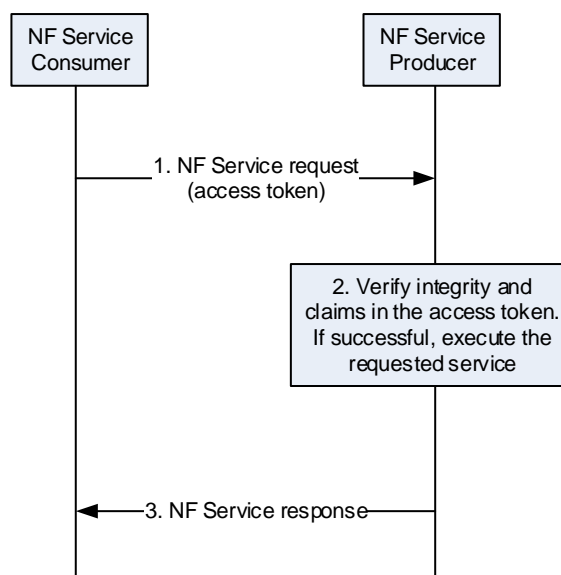 NF Service
Consumer
NF Service
Producer
1. NF Service request
(access token)
2. Verify integrity and
claims in the access token.
If successful, execute the
requested service
3. NF Service response